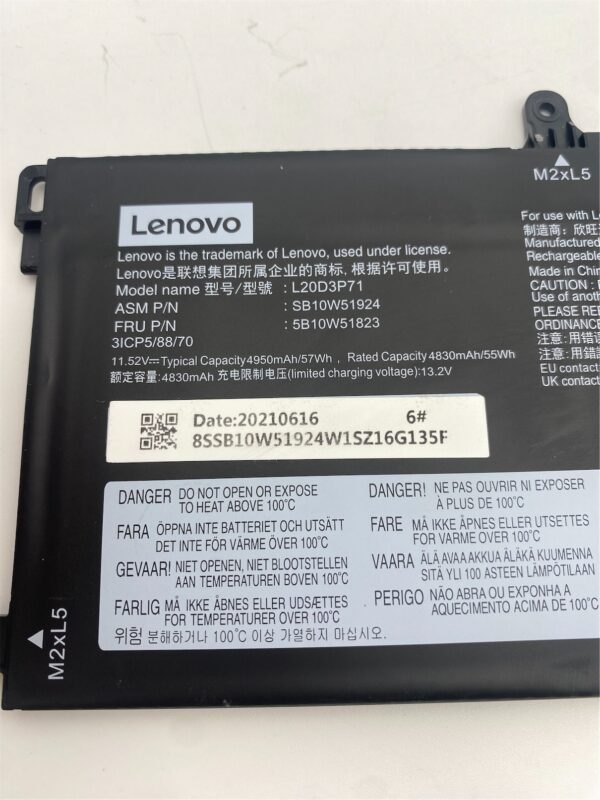 M2xL5
Lenovo
Lenovo is the trademark of Lenovo, used under license.
Lenovo是联想集团所属企业的商标, 根据许可使用。
Model name 型号/型號 : L20D3P71
ASM P/N : SB10W51924
FRU P/N : 5B10W51823
3ICP5/88/70
11.52V⎓Typical Capacity4950mAh/57Wh , Rated Capacity4830mAh/55Wh
额定容量:4830mAh 充电限制电压(limited charging voltage):13.2V
For use with Le
制造商: 欣旺
Manufactured
Rechargeable
Made in Chin
CAUTION :
Use of anot
PLEASE RE
ORDINANCE
注意: 用错
注意: 用錯
EU contact
UK contact
Date:20210616 6#
8SSB10W51924W1SZ16G135F
DANGER DO NOT OPEN OR EXPOSE
TO HEAT ABOVE 100°C
FARA ÖPPNA INTE BATTERIET OCH UTSÄTT
DET INTE FÖR VÄRME ÖVER 100°C
GEVAAR! NIET OPENEN, NIET BLOOTSTELLEN
AAN TEMPERATUREN BOVEN 100°C
FARLIG MÅ IKKE ÅBNES ELLER UDSÆTTES
FOR TEMPERATURER OVER 100°C
위험 분해하거나 100°C 이상 가열하지 마십시오.
DANGER! NE PAS OUVRIR NI EXPOSER
À PLUS DE 100°C
FARE MÅ IKKE ÅPNES ELLER UTSETTES
FOR VARME OVER 100°C
VAARA ÄLÄ AVAA AKKUA ÄLÄKÄ KUUMENNA
SITÄ YLI 100 ASTEEN LÄMPÖTILAAN
PERIGO NÃO ABRA OU EXPONHA A
AQUECIMENTO ACIMA DE 100°C
M2xL5